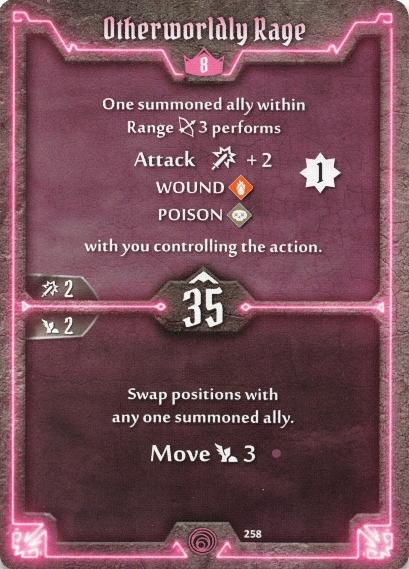 Otherworldly Rage
8
One summoned ally within
Range 3 performs
Attack + 2
1
WOUND
POISON
with you controlling the action.
2
35
2
Swap positions with
any one summoned ally.
Move 3
258